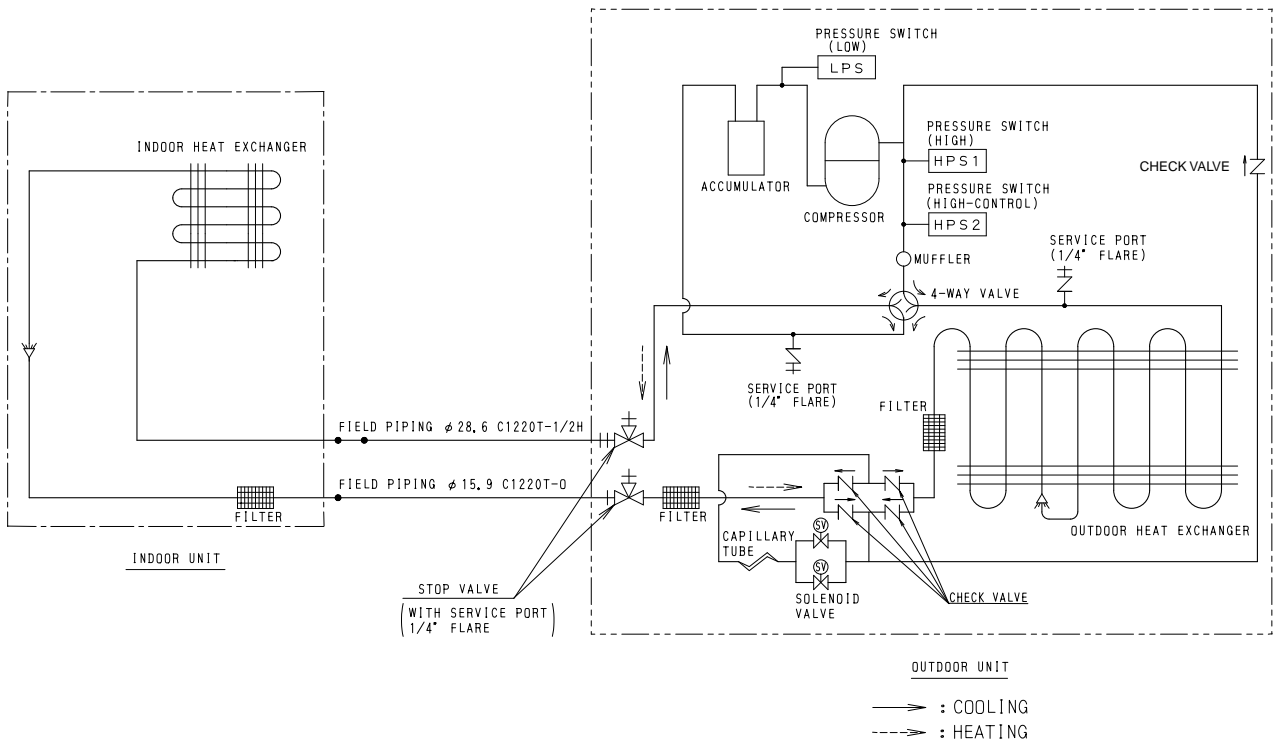 PRESSURE SWITCH
(LOW)
LPS
INDOOR HEAT EXCHANGER
PRESSURE SWITCH
(HIGH)
HPS1
CHECK VALVE
ACCUMULATOR
COMPRESSOR
PRESSURE SWITCH
(HIGH-CONTROL)
HPS2
SERVICE PORT
(1/4" FLARE)
MUFFLER
4-WAY VALVE
SERVICE PORT
(1/4" FLARE)
FILTER
FIELD PIPING φ28.6 C1220T-1/2H
FIELD PIPING φ15.9 C1220T-O
FILTER
FILTER
SV
CAPILLARY
TUBE
SV
SOLENOID
VALVE
OUTDOOR HEAT EXCHANGER
INDOOR UNIT
STOP VALVE
(WITH SERVICE PORT
1/4" FLARE)
CHECK VALVE
OUTDOOR UNIT
: COOLING
: HEATING